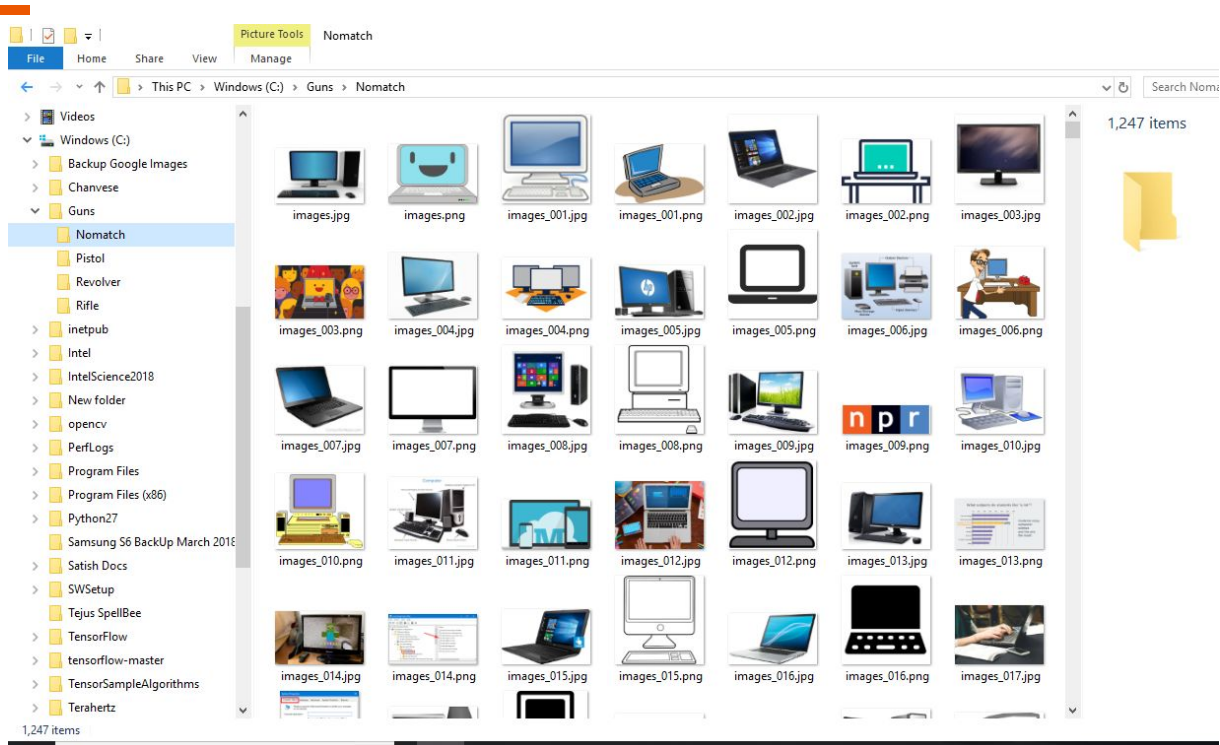 Picture Tools Nomatch
File Home Share View Manage
This PC Windows (C:) Guns Nomatch Search Noma
Videos
Windows (C:)
Backup Google Images
Chanvese
Guns
Nomatch
Pistol
Revolver
Rifle
inetpub
Intel
IntelScience2018
New folder
opencv
PerfLogs
Program Files
Program Files (x86)
Python27
Samsung S6 BackUp March 2018
Satish Docs
SWSetup
Tejus SpellBee
TensorFlow
tensorflow-master
TensorSampleAlgorithms
Terahertz
images.jpg images.png images_001.jpg images_001.png images_002.jpg images_002.png images_003.jpg
images_003.png images_004.jpg images_004.png images_005.jpg images_005.png images_006.jpg images_006.png
images_007.jpg images_007.png images_008.jpg images_008.png images_009.jpg images_009.png images_010.jpg
npr
images_010.png images_011.jpg images_011.png images_012.jpg images_012.png images_013.jpg images_013.png
images_014.jpg images_014.png images_015.jpg images_015.png images_016.jpg images_016.png images_017.jpg
1,247 items
1,247 items